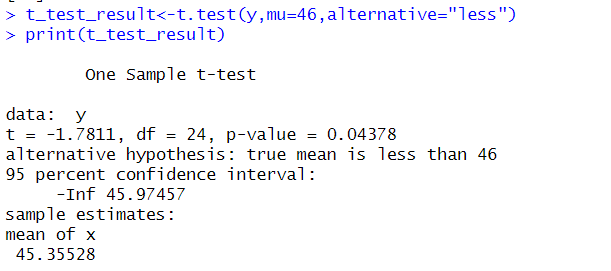 > t_test_result<-t.test(y,mu=46,alternative="less")
> print(t_test_result)
One Sample t-test
data:  y
t = -1.7811, df = 24, p-value = 0.04378
alternative hypothesis: true mean is less than 46
95 percent confidence interval:
-Inf 45.97457
sample estimates:
mean of x
45.35528